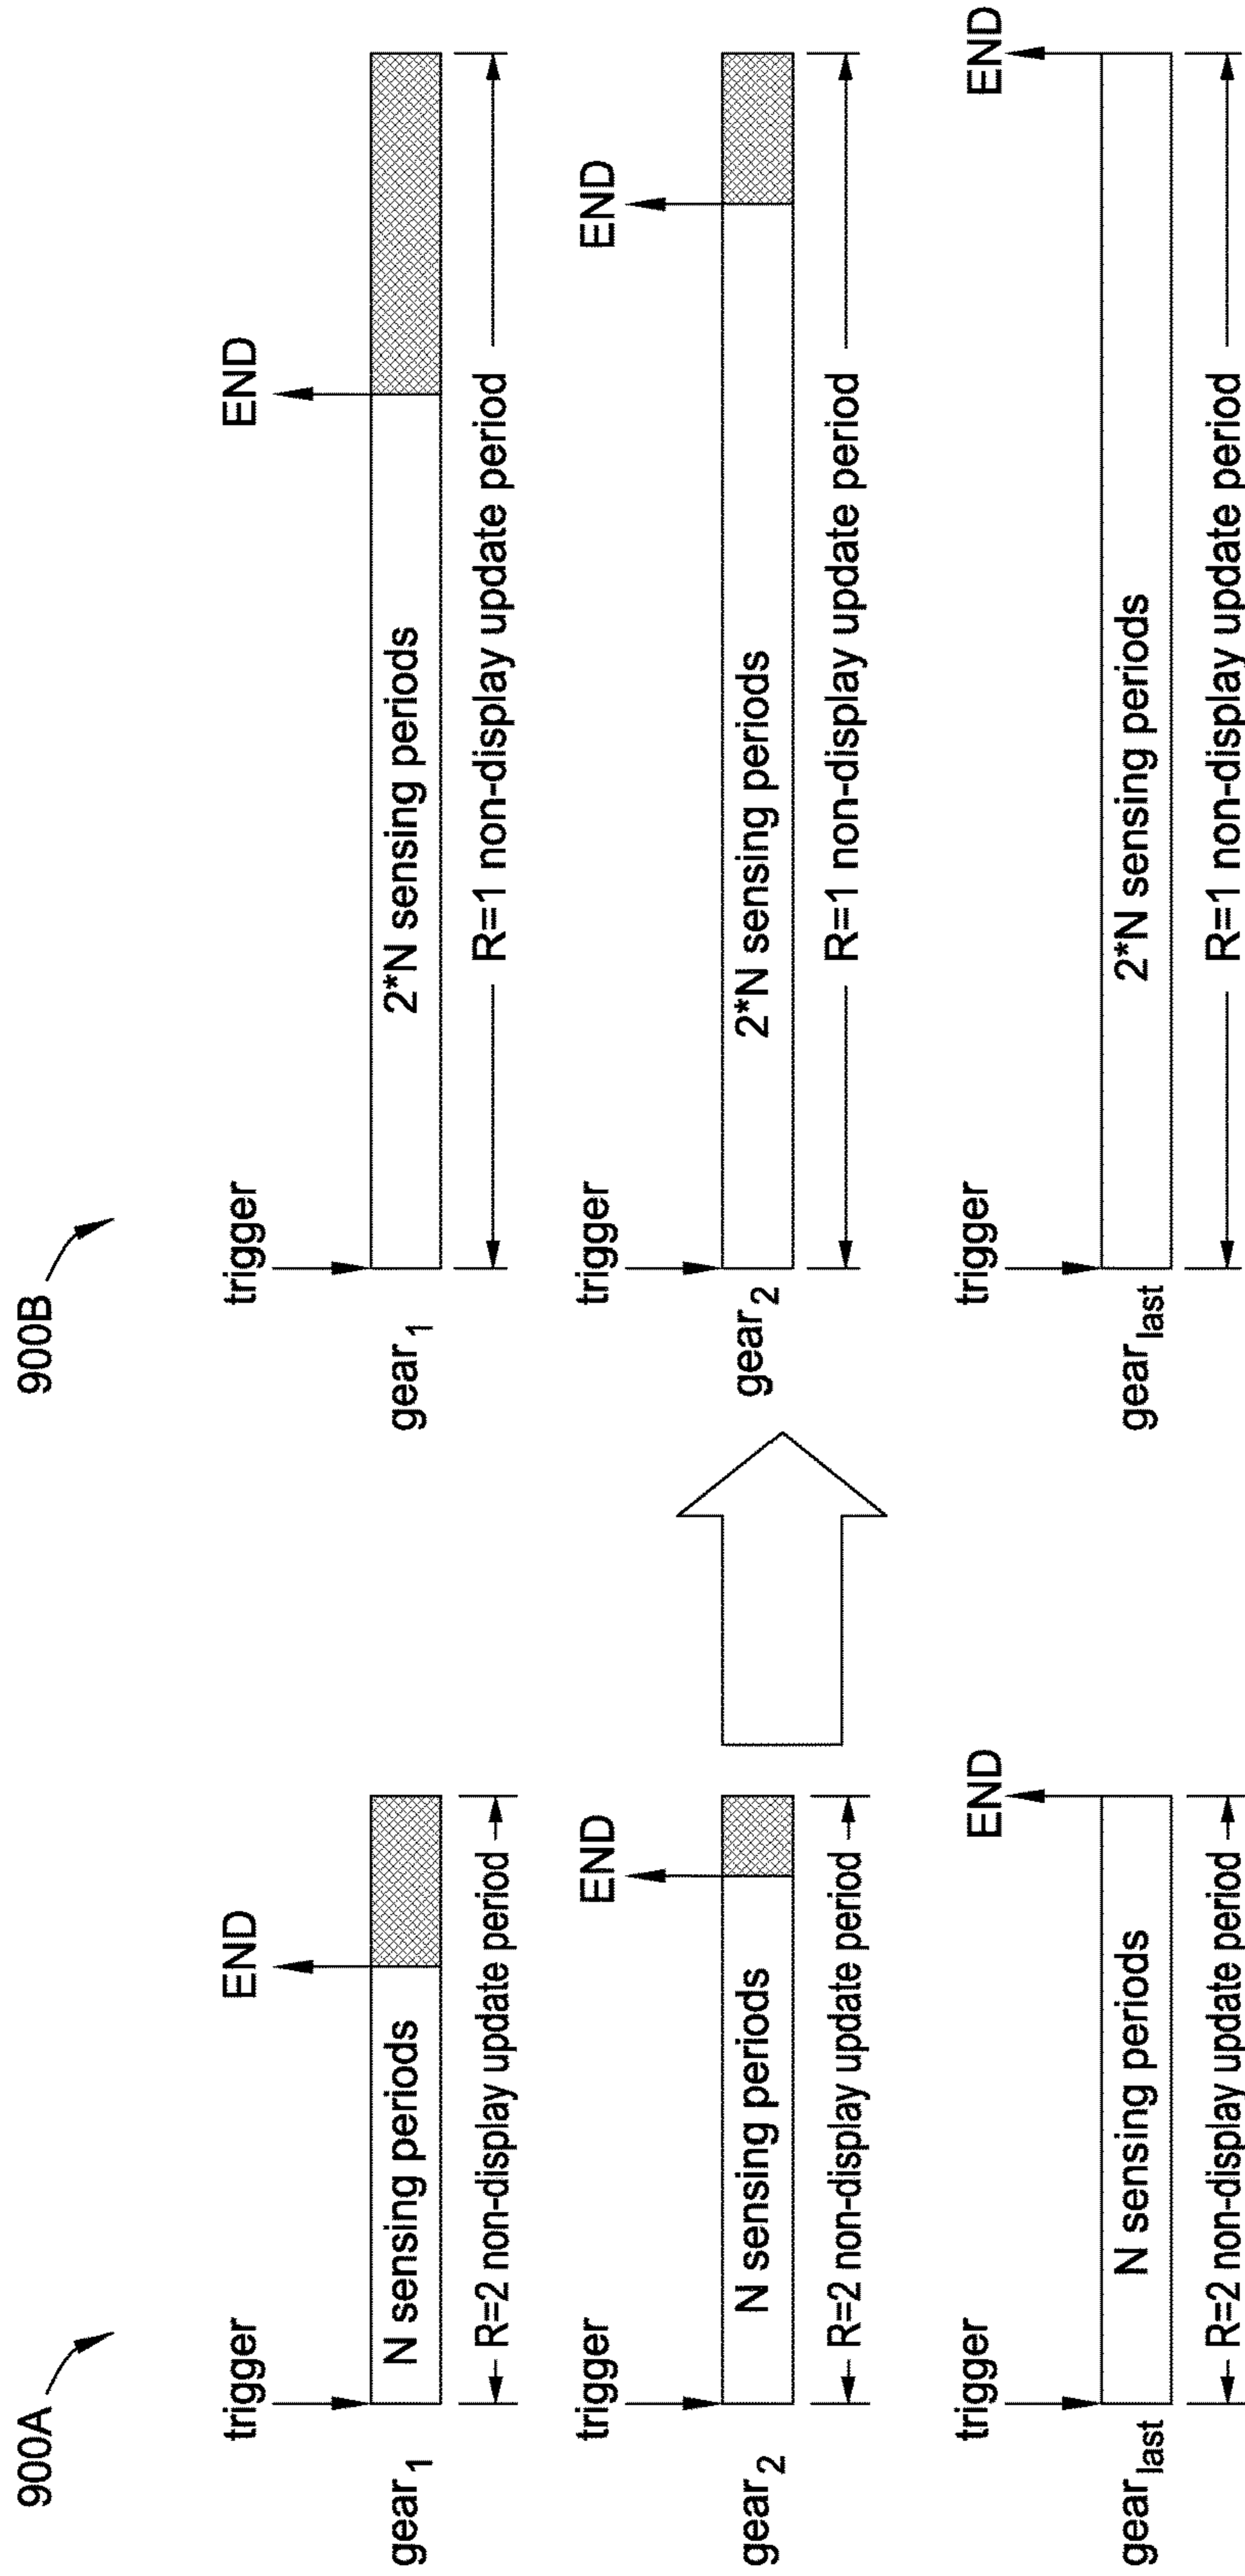 900A
trigger
END
gear1
N sensing periods
R=2 non-display update period
trigger
END
gear2
N sensing periods
R=2 non-display update period
trigger
END
gearlast
N sensing periods
R=2 non-display update period
900B
trigger
END
gear1
2*N sensing periods
R=1 non-display update period
trigger
END
gear2
2*N sensing periods
R=1 non-display update period
trigger
END
gearlast
2*N sensing periods
R=1 non-display update period